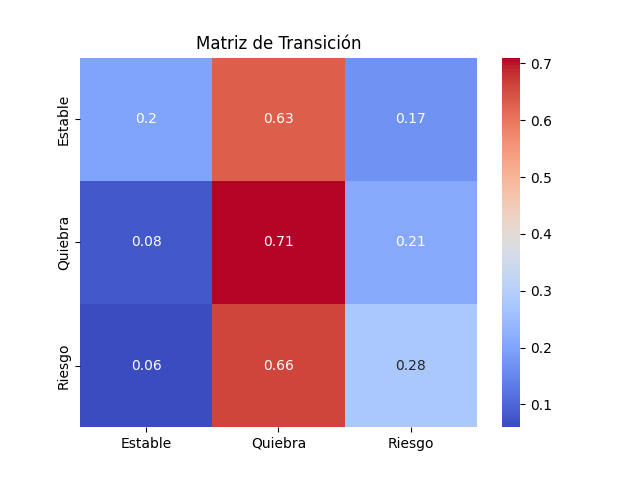 Matriz de Transición
Estable
0.2
0.63
0.17
Quiebra
0.08
0.71
0.21
Riesgo
0.06
0.66
0.28
Estable
Quiebra
Riesgo
0.7
0.6
0.5
0.4
0.3
0.2
0.1